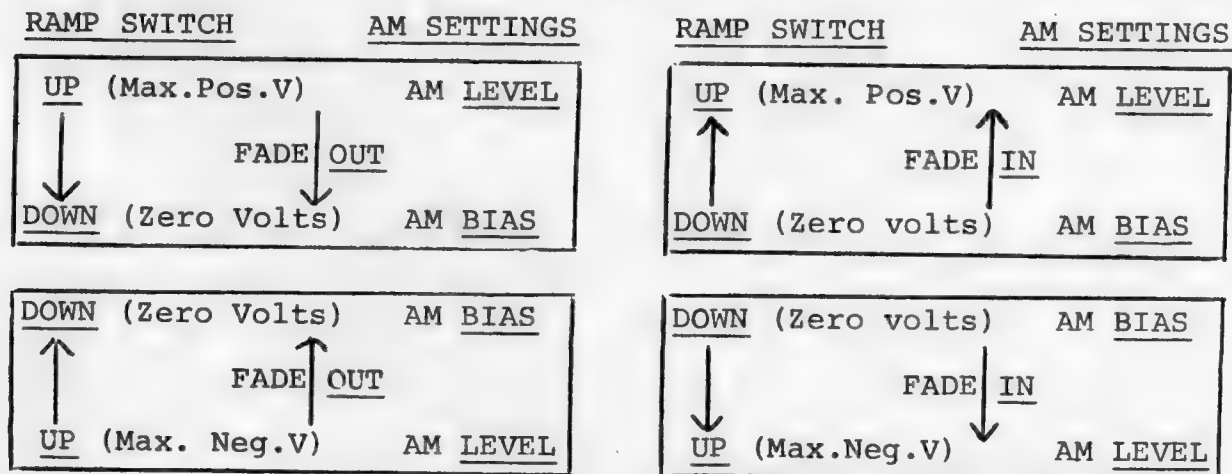 RAMP SWITCH AM SETTINGS
UP (Max.Pos.V) AM LEVEL
FADE OUT
DOWN (Zero Volts) AM BIAS
DOWN (Zero Volts) AM BIAS
FADE OUT
UP (Max. Neg.V) AM LEVEL
RAMP SWITCH AM SETTINGS
UP (Max. Pos.V) AM LEVEL
FADE IN
DOWN (Zero volts) AM BIAS
DOWN (Zero volts) AM BIAS
FADE IN
UP (Max.Neg.V) AM LEVEL